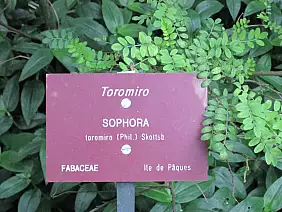 Toromiro
SOPHORA
toromiro (Phil.) Skottsb.
FABACEAE Ile de Pâques